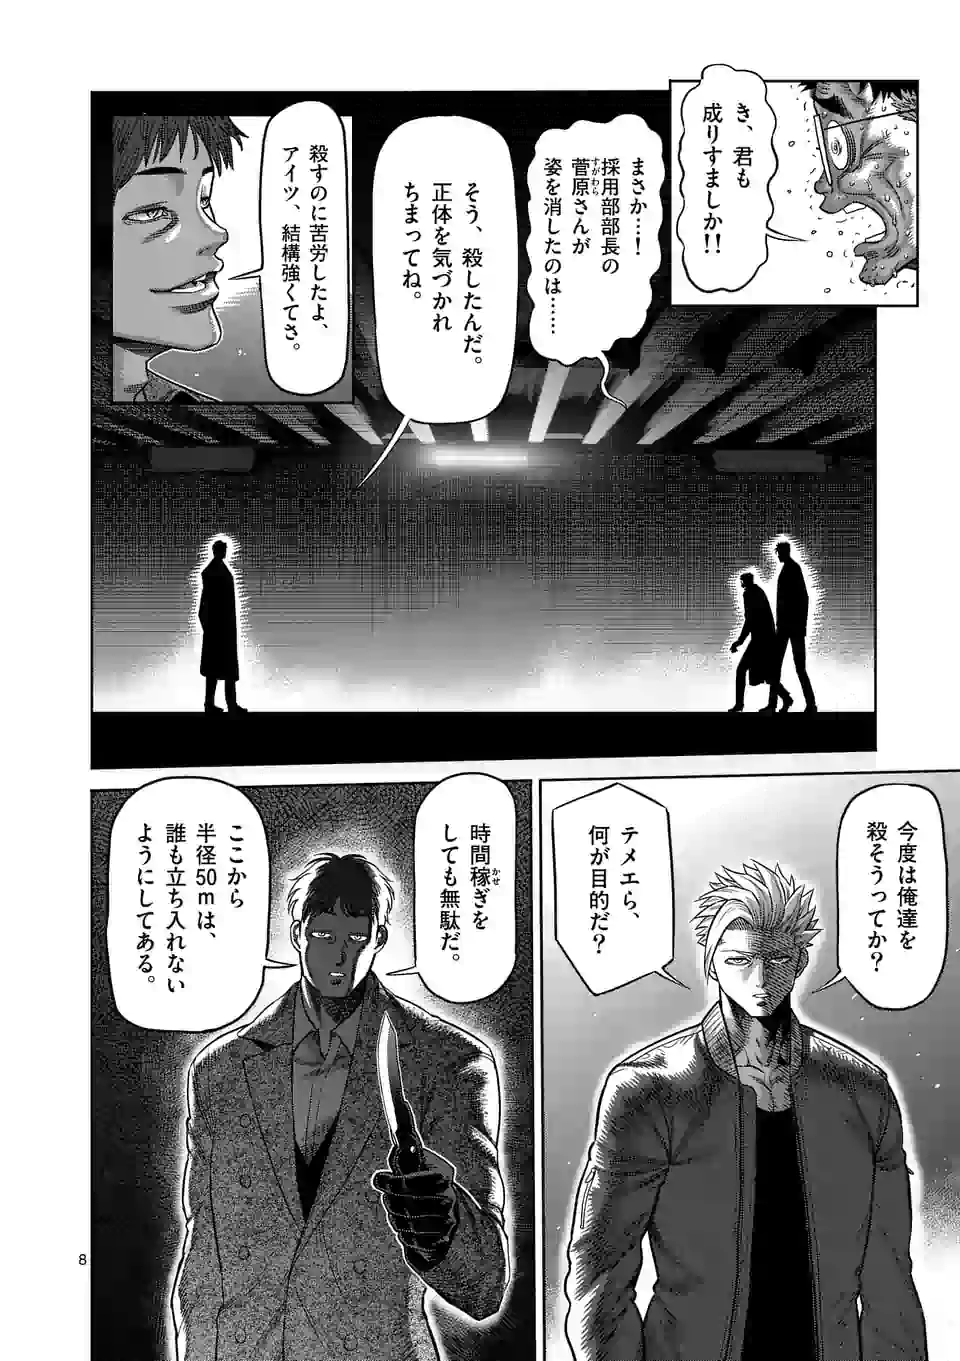 き、君も
成りすましか!!
まさか…!
採用部部長の
菅原さんが
すがわら
姿を消したのは……
そう、殺したんだ。
正体を気づかれ
ちまってね。
殺すのに苦労したよ、
アイツ、結構強くてさ。
今度は俺達を
殺そうってか?
テメエら、
何が目的だ?
時間稼ぎを
かせ
しても無駄だ。
ここから
半径50mは、
誰も立ち入れない
ようにしてある。
8